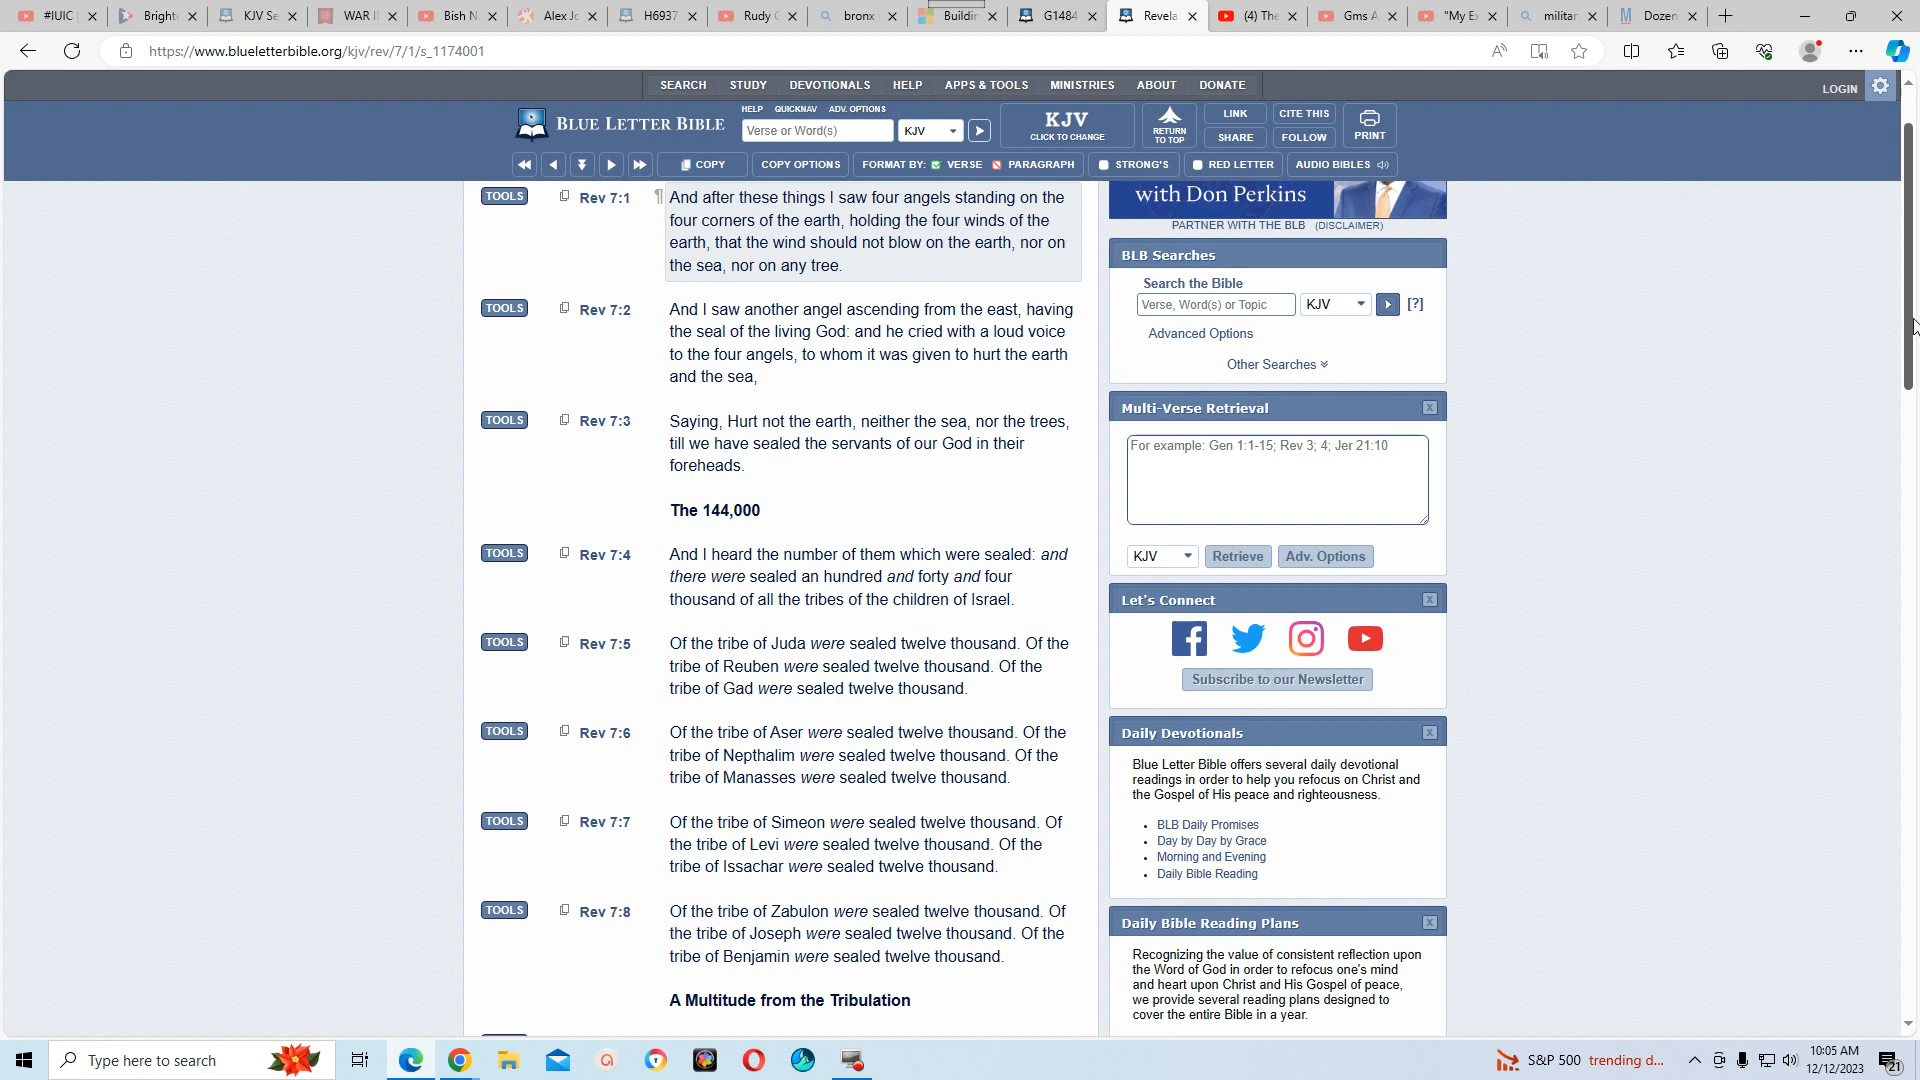 #IUIC |
Bright
KJV Se
WAR I
Bish N
Alex Jo
H6937
Rudy G
bronx
Buildin
G1484
Revela
(4) The
Gms A
"My E
militar
Dozen
https://www.blueletterbible.org/kjv/rev/7/1/s_1174001
SEARCH STUDY DEVOTIONALS HELP APPS & TOOLS MINISTRIES ABOUT DONATE
LOGIN
BLUE LETTER BIBLE
HELP QUICKNAV ADV. OPTIONS
Verse or Word(s)
KJV
KJV
CLICK TO CHANGE
RETURN
TO TOP
LINK
CITE THIS
SHARE
FOLLOW
PRINT
COPY
COPY OPTIONS
FORMAT BY: VERSE PARAGRAPH
STRONG'S
RED LETTER
AUDIO BIBLES
TOOLS Rev 7:1 ¶ And after these things I saw four angels standing on the
four corners of the earth, holding the four winds of the
earth, that the wind should not blow on the earth, nor on
the sea, nor on any tree.
TOOLS Rev 7:2 And I saw another angel ascending from the east, having
the seal of the living God: and he cried with a loud voice
to the four angels, to whom it was given to hurt the earth
and the sea,
TOOLS Rev 7:3 Saying, Hurt not the earth, neither the sea, nor the trees,
till we have sealed the servants of our God in their
foreheads.
The 144,000
TOOLS Rev 7:4 And I heard the number of them which were sealed: and
there were sealed an hundred and forty and four
thousand of all the tribes of the children of Israel.
TOOLS Rev 7:5 Of the tribe of Juda were sealed twelve thousand. Of the
tribe of Reuben were sealed twelve thousand. Of the
tribe of Gad were sealed twelve thousand.
TOOLS Rev 7:6 Of the tribe of Aser were sealed twelve thousand. Of the
tribe of Nepthalim were sealed twelve thousand. Of the
tribe of Manasses were sealed twelve thousand.
TOOLS Rev 7:7 Of the tribe of Simeon were sealed twelve thousand. Of
the tribe of Levi were sealed twelve thousand. Of the
tribe of Issachar were sealed twelve thousand.
TOOLS Rev 7:8 Of the tribe of Zabulon were sealed twelve thousand. Of
the tribe of Joseph were sealed twelve thousand. Of the
tribe of Benjamin were sealed twelve thousand.
A Multitude from the Tribulation
with Don Perkins
PARTNER WITH THE BLB (DISCLAIMER)
BLB Searches
Search the Bible
Verse, Word(s) or Topic
KJV
[?]
Advanced Options
Other Searches
Multi-Verse Retrieval
For example: Gen 1:1-15; Rev 3; 4; Jer 21:10
KJV
Retrieve
Adv. Options
Let's Connect
Subscribe to our Newsletter
Daily Devotionals
Blue Letter Bible offers several daily devotional
readings in order to help you refocus on Christ and
the Gospel of His peace and righteousness.
BLB Daily Promises
Day by Day by Grace
Morning and Evening
Daily Bible Reading
Daily Bible Reading Plans
Recognizing the value of consistent reflection upon
the Word of God in order to refocus one's mind
and heart upon Christ and His Gospel of peace,
we provide several reading plans designed to
cover the entire Bible in a year.
Type here to search
S&P 500 trending d...
10:05 AM
12/12/2023
21